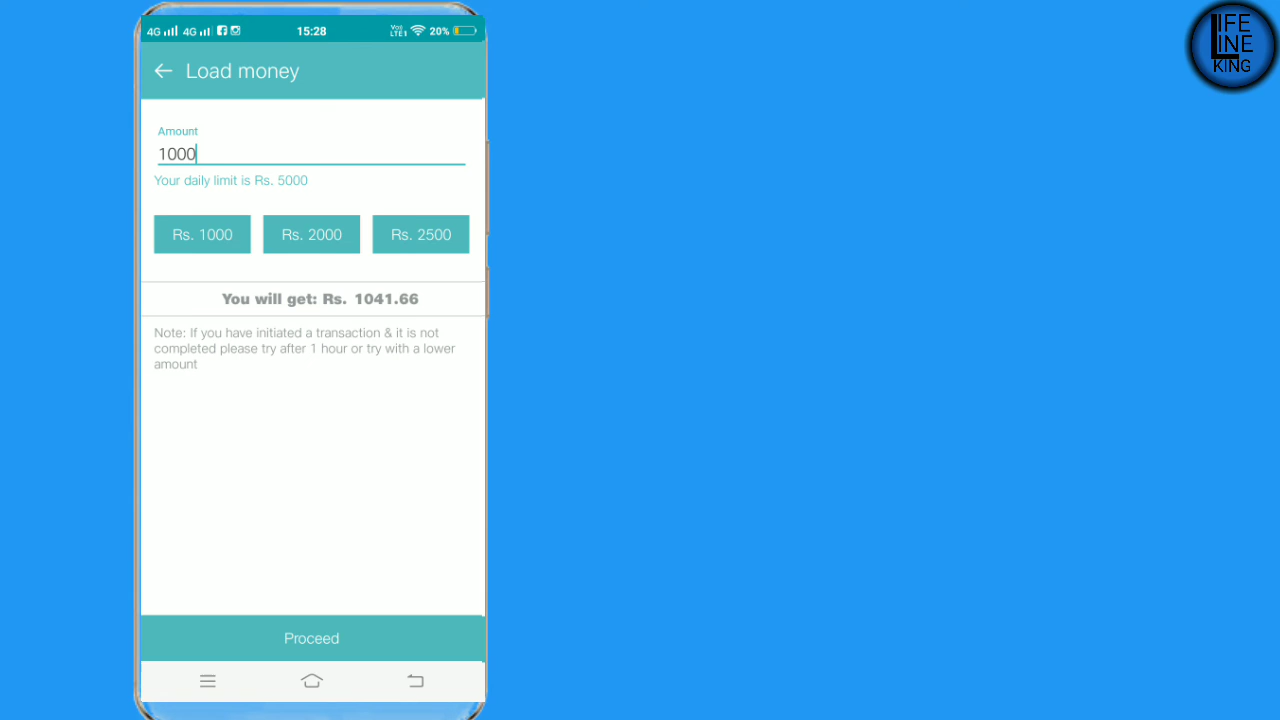 4G 4G 15:28 Vo) LTE1 20%
Load money
Amount
1000
Your daily limit is Rs. 5000
Rs. 1000 Rs. 2000 Rs. 2500
You will get: Rs. 1041.66
Note: If you have initiated a transaction & it is not
completed please try after 1 hour or try with a lower
amount
Proceed
LIFE
LINE
KING